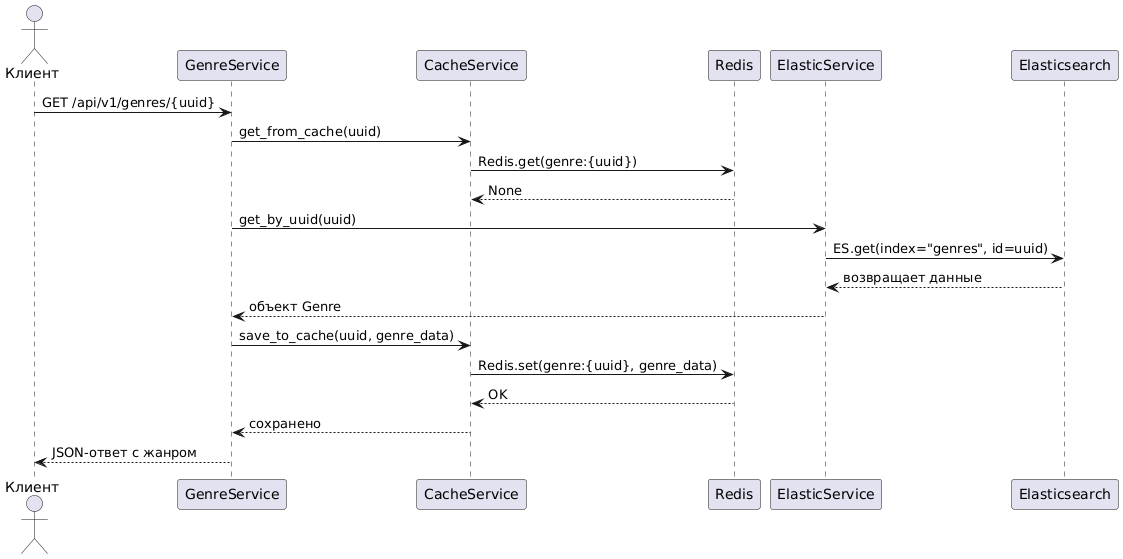 Клиент
GenreService
CacheService
Redis
ElasticService
Elasticsearch
GET /api/v1/genres/{uuid}
get_from_cache(uuid)
Redis.get(genre:{uuid})
None
get_by_uuid(uuid)
ES.get(index="genres", id=uuid)
возвращает данные
объект Genre
save_to_cache(uuid, genre_data)
Redis.set(genre:{uuid}, genre_data)
OK
сохранено
JSON-ответ с жанром
Клиент
GenreService
CacheService
Redis
ElasticService
Elasticsearch